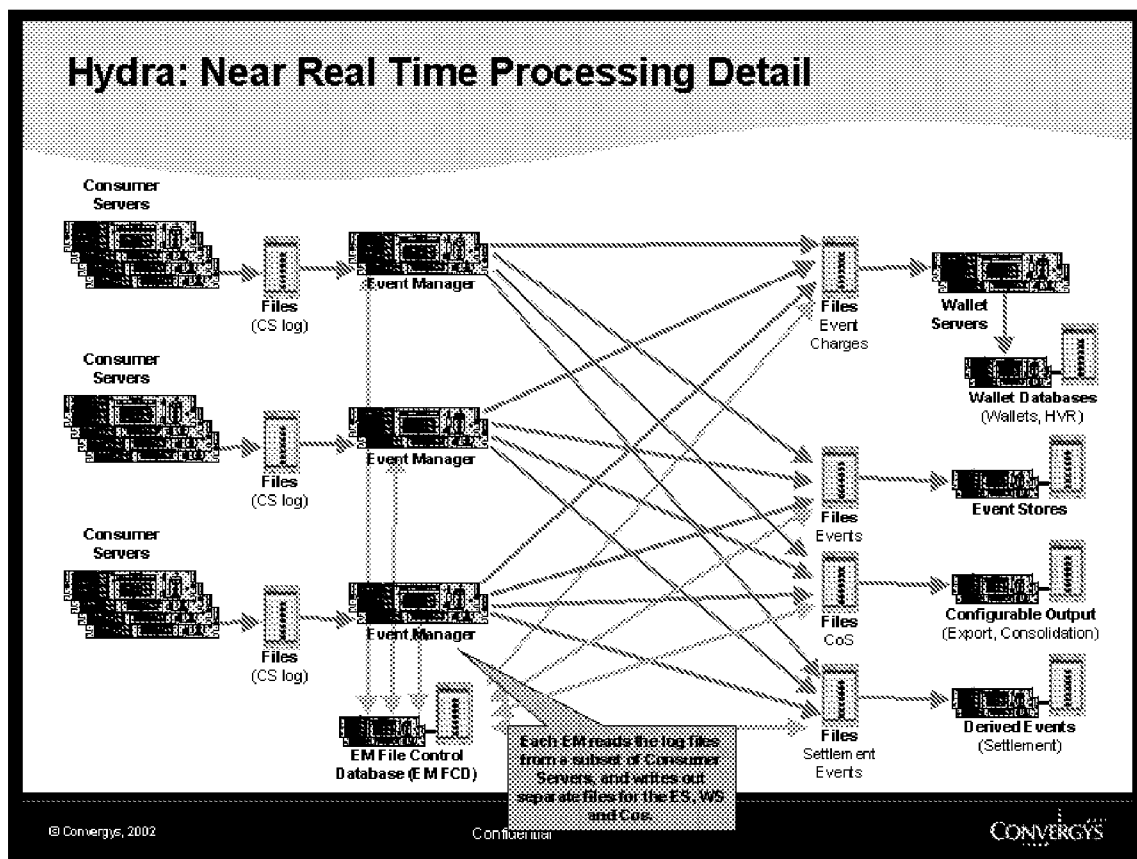 Hydra: Near Real Time Processing Detail
Consumer
Servers
Files
(CS log)
Event Manager
Files
Event
Charges
Wallet
Servers
Wallet Databases
(Wallets, HVR)
Consumer
Servers
Files
(CS log)
Event Manager
Files
Events
Event Stores
Consumer
Servers
Files
(CS log)
Event Manager
Files
CoS
Configurable Output
(Export, Consolidation)
EM File Control
Database (EM FCD)
Files
Settlement
Events
Derived Events
(Settlement)
Each EM reads the log files
from a subset of Consumer
Servers, and writes out
separate files for the ES, WS
and Cos.
© Convergys, 2002
Confidential
CONVERGYS